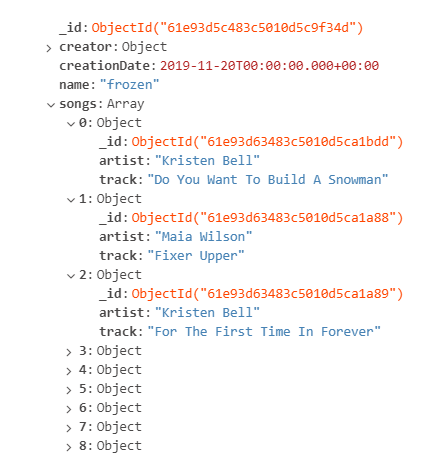 _id: ObjectId("61e93d5c483c5010d5c9f34d")
creator: Object
creationDate: 2019-11-20T00:00:00.000+00:00
name: "frozen"
songs: Array
0: Object
_id: ObjectId("61e93d63483c5010d5ca1bdd")
artist: "Kristen Bell"
track: "Do You Want To Build A Snowman"
1: Object
_id: ObjectId("61e93d63483c5010d5ca1a88")
artist: "Maia Wilson"
track: "Fixer Upper"
2: Object
_id: ObjectId("61e93d63483c5010d5ca1a89")
artist: "Kristen Bell"
track: "For The First Time In Forever"
3: Object
4: Object
5: Object
6: Object
7: Object
8: Object